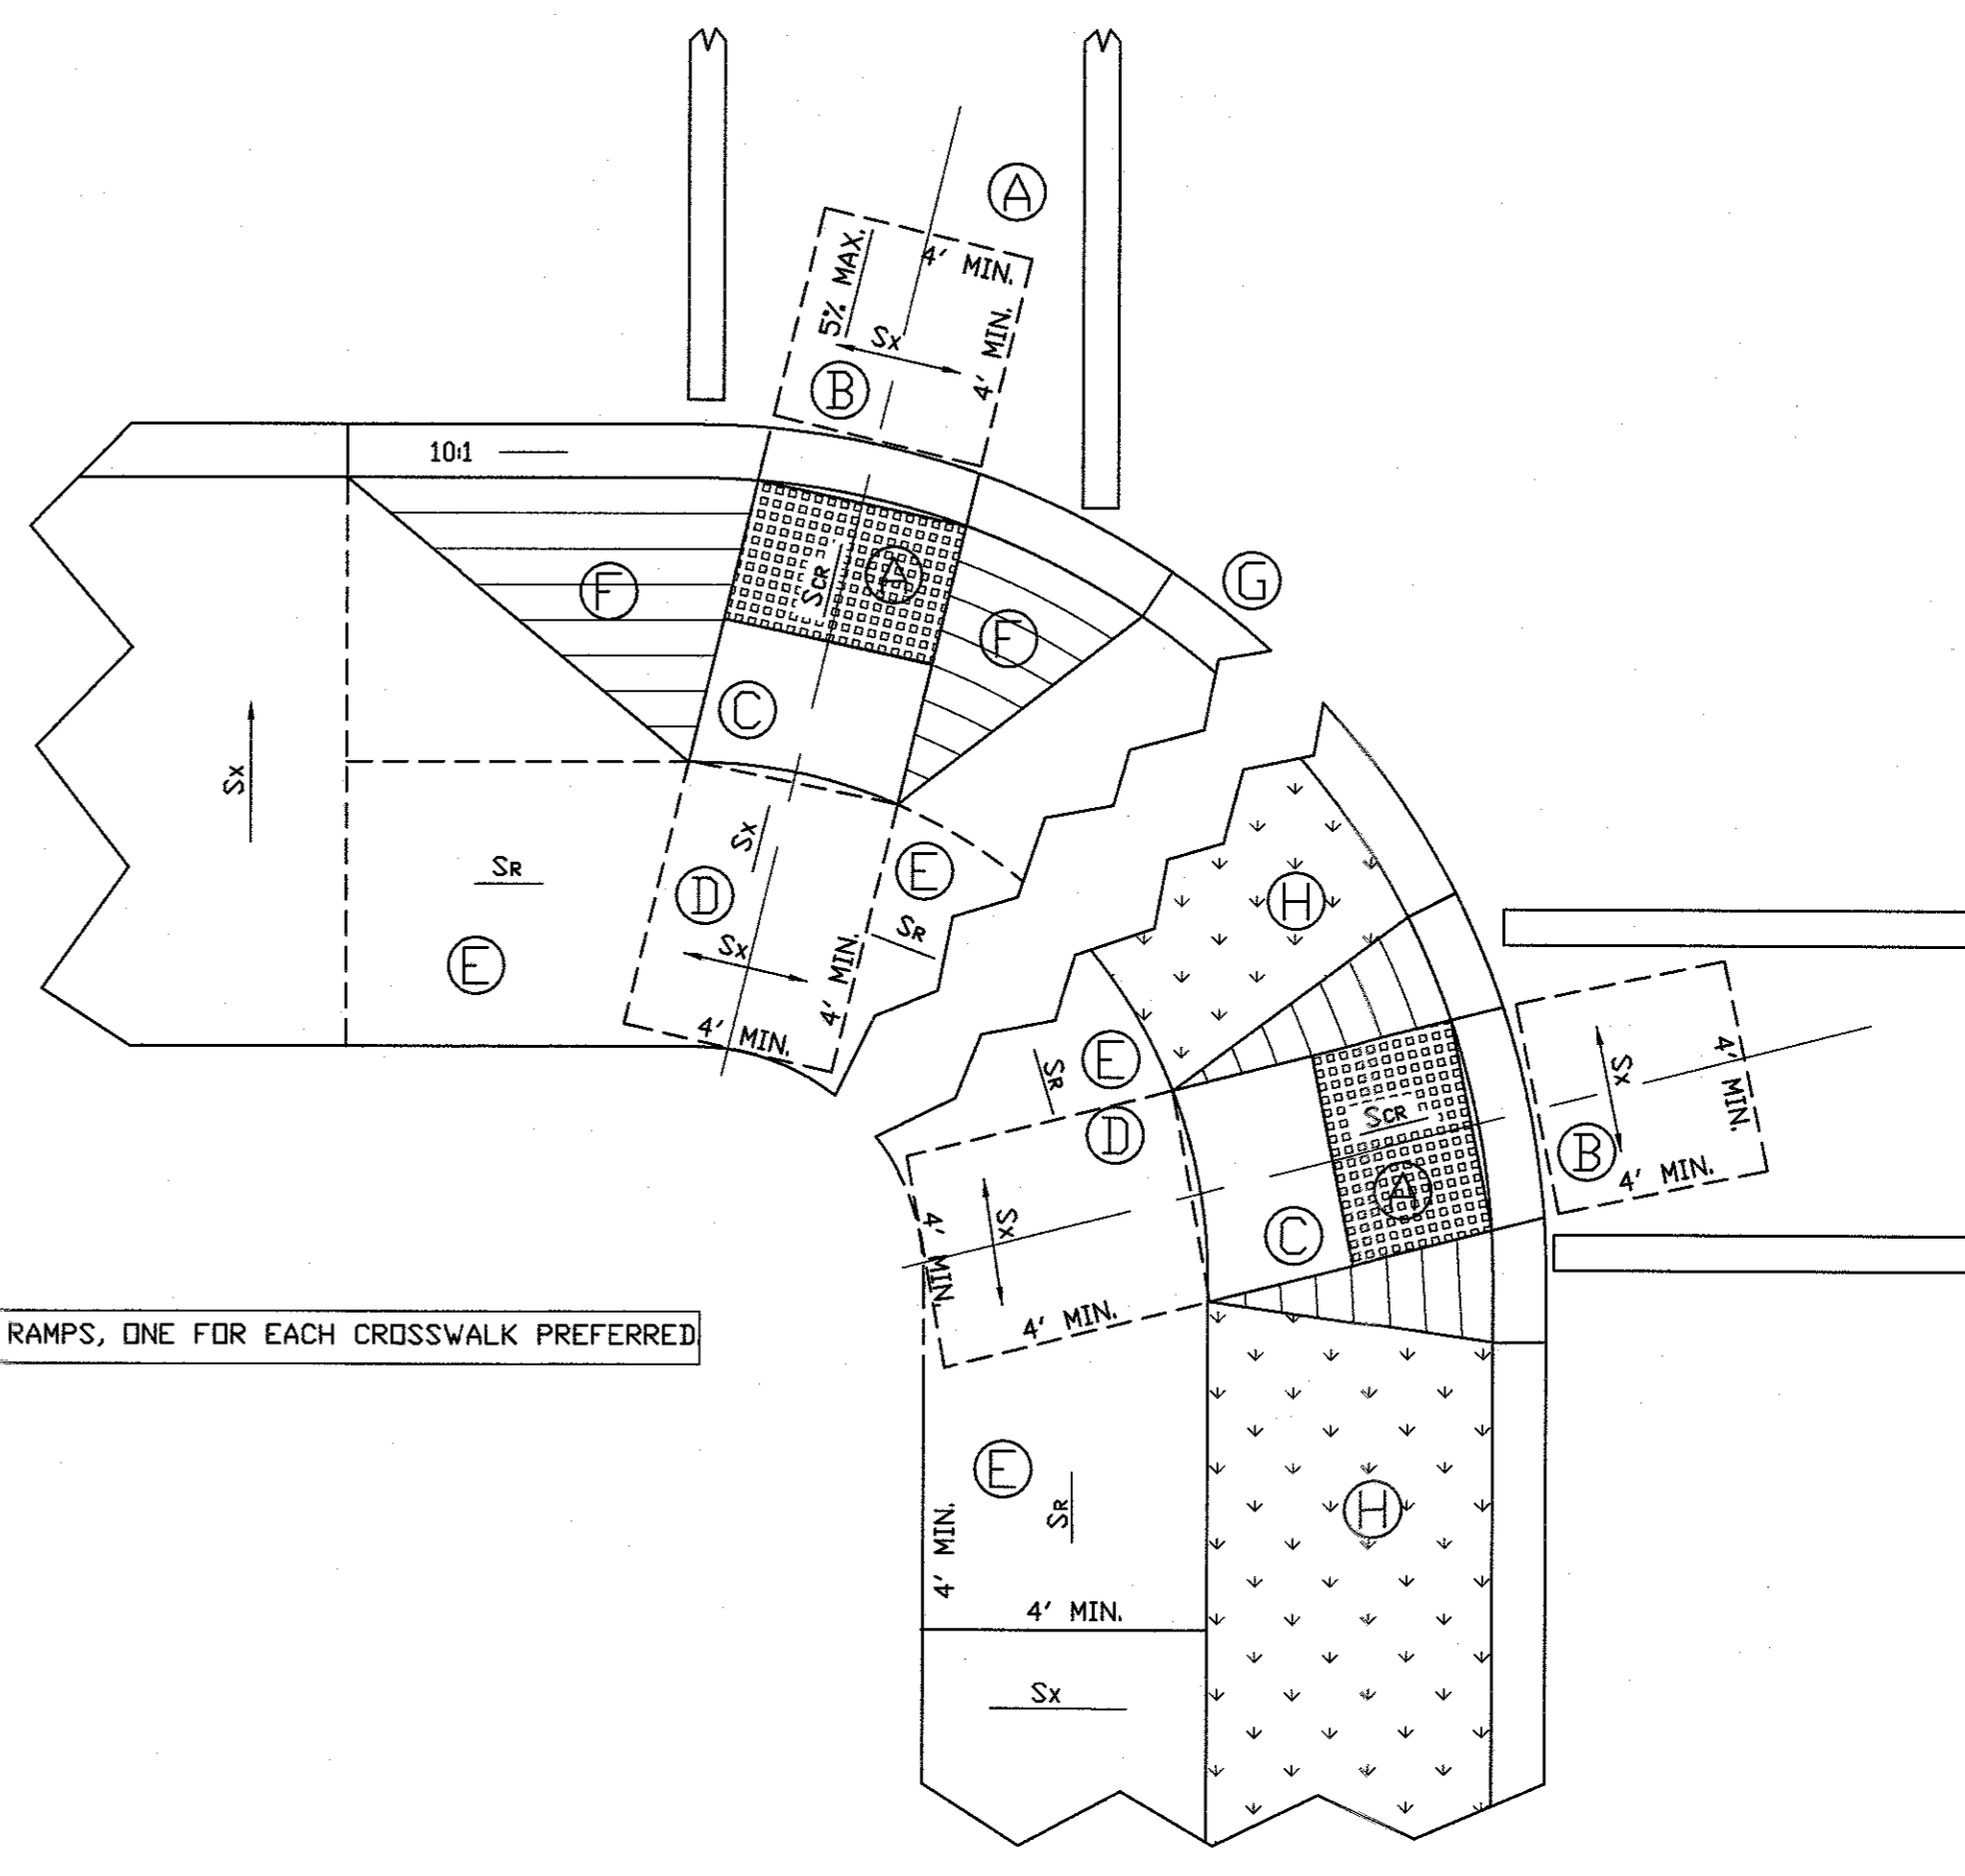 A
5% MAX.
4' MIN.
4' MIN.
Sx
B
10:1
F
SCR
A
F
G
C
Sx
Sx
SR
D
E
SR
Sx
E
4' MIN.
4' MIN.
H
E
SR
D
SCR
A
Sx
B
4' MIN.
4' MIN.
C
Sx
4' MIN.
4' MIN.
RAMPS, ONE FOR EACH CROSSWALK PREFERRED
E
SR
H
4' MIN.
4' MIN.
Sx